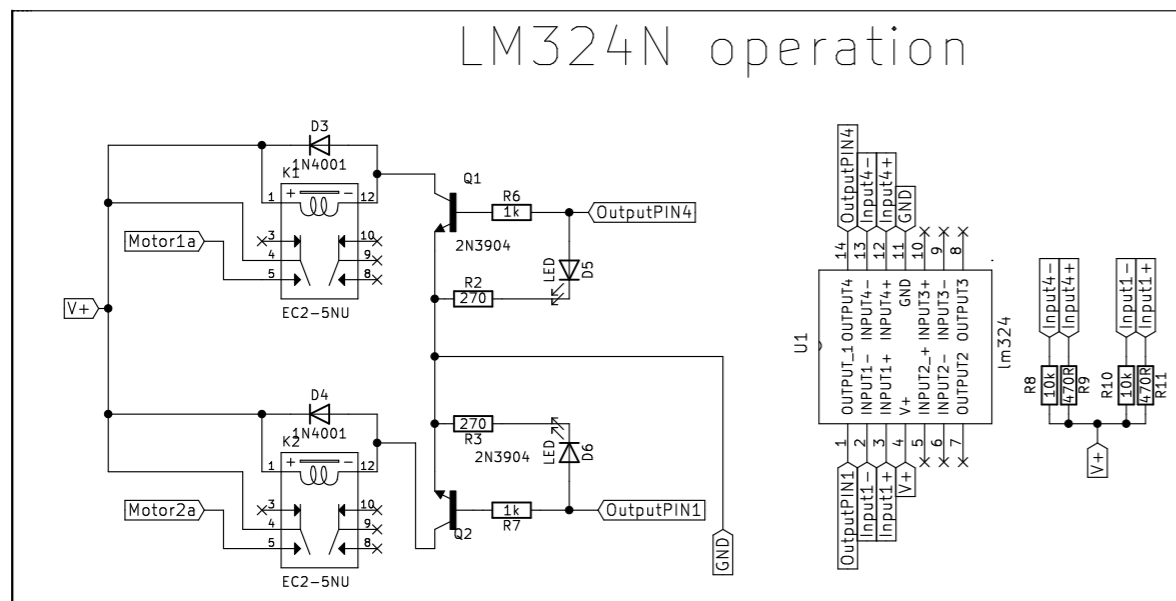 LM324N operation
D3
1N4001
K1
+ −
1 12
3 10
4 9
5 8
EC2-5NU
Motor1a
V+
Q1
2N3904
R6
1k
OutputPIN4
LED
D5
R2
270
D4
1N4001
K2
+ −
1 12
3 10
4 9
5 8
EC2-5NU
Motor2a
270
R3
2N3904
LED
D6
Q2
1k
R7
OutputPIN1
GND
OutputPIN4
Input4-
Input4+
GND
14 13 12 11 10 9 8
OUTPUT4
INPUT4-
INPUT4+
GND
INPUT3+
INPUT3-
OUTPUT3
U1
lm324
OUTPUT_1
INPUT1-
INPUT1+
V+
INPUT2_+
INPUT2-
OUTPUT2
1 2 3 4 5 6 7
OutputPIN1
Input1-
Input1+
V+
Input4-
Input4+
Input1-
Input1+
R8
10k
470R
R9
R10
10k
470R
R11
V+